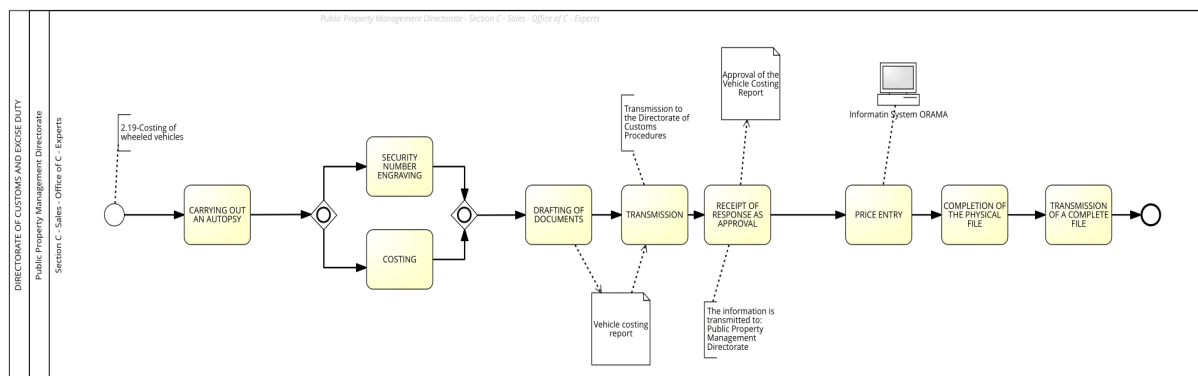 Public Property Management Directorate - Section C - Sales - Office of C - Experts
DIRECTORATE OF CUSTOMS AND EXCISE DUTY
Public Property Management Directorate
Section C - Sales - Office of C - Experts
2.19-Costing of
wheeled vehicles
CARRYING OUT
AN AUTOPSY
SECURITY
NUMBER
ENGRAVING
COSTING
DRAFTING OF
DOCUMENTS
Vehicle costing
report
Transmission to
the Directorate of
Customs
Procedures
TRANSMISSION
Approval of the
Vehicle Costing
Report
RECEIPT OF
RESPONSE AS
APPROVAL
The information is
transmitted to:
Public Property
Management
Directorate
Informatin System ORAMA
PRICE ENTRY
COMPLETION OF
THE PHYSICAL
FILE
TRANSMISSION
OF A COMPLETE
FILE